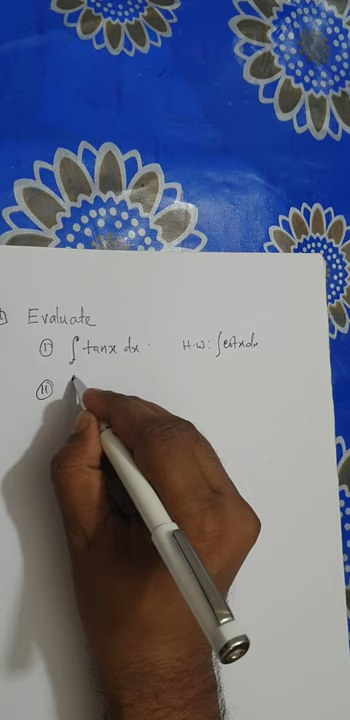 Evaluate
(i) ∫ tanx dx. H.W: ∫cotxdx
(ii)